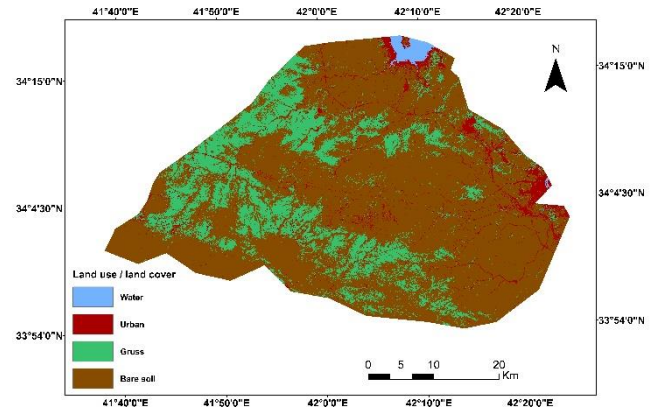 41°40'0"E 41°50'0"E 42°0'0"E 42°10'0"E 42°20'0"E
N
34°15'0"N 34°15'0"N
34°4'30"N 34°4'30"N
33°54'0"N 33°54'0"N
Land use / land cover
Water
Urban
Gruss
Bare soil
0 5 10 20
Km
41°40'0"E 41°50'0"E 42°0'0"E 42°10'0"E 42°20'0"E